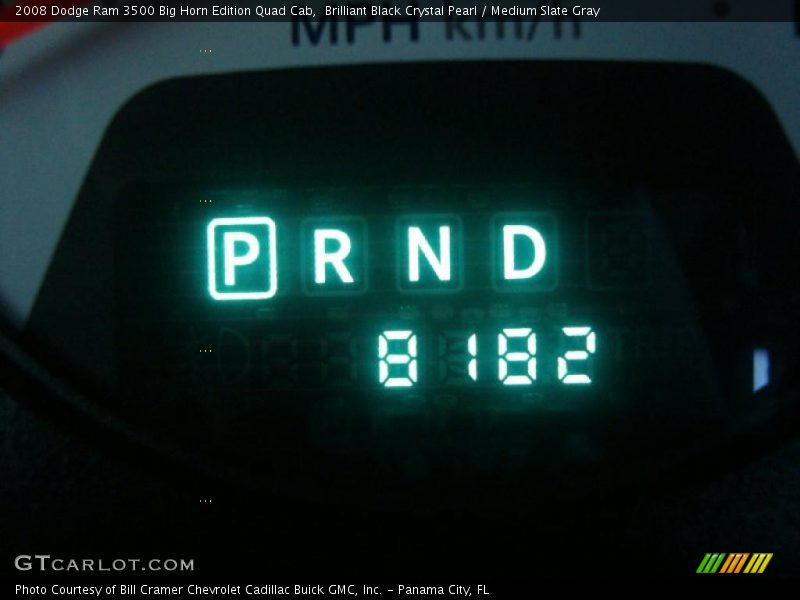 2008 Dodge Ram 3500 Big Horn Edition Quad Cab,  Brilliant Black Crystal Pearl / Medium Slate Gray
MPH km/h
P R N D
8182
GTCARLOT.COM
Photo Courtesy of Bill Cramer Chevrolet Cadillac Buick GMC, Inc. - Panama City, FL